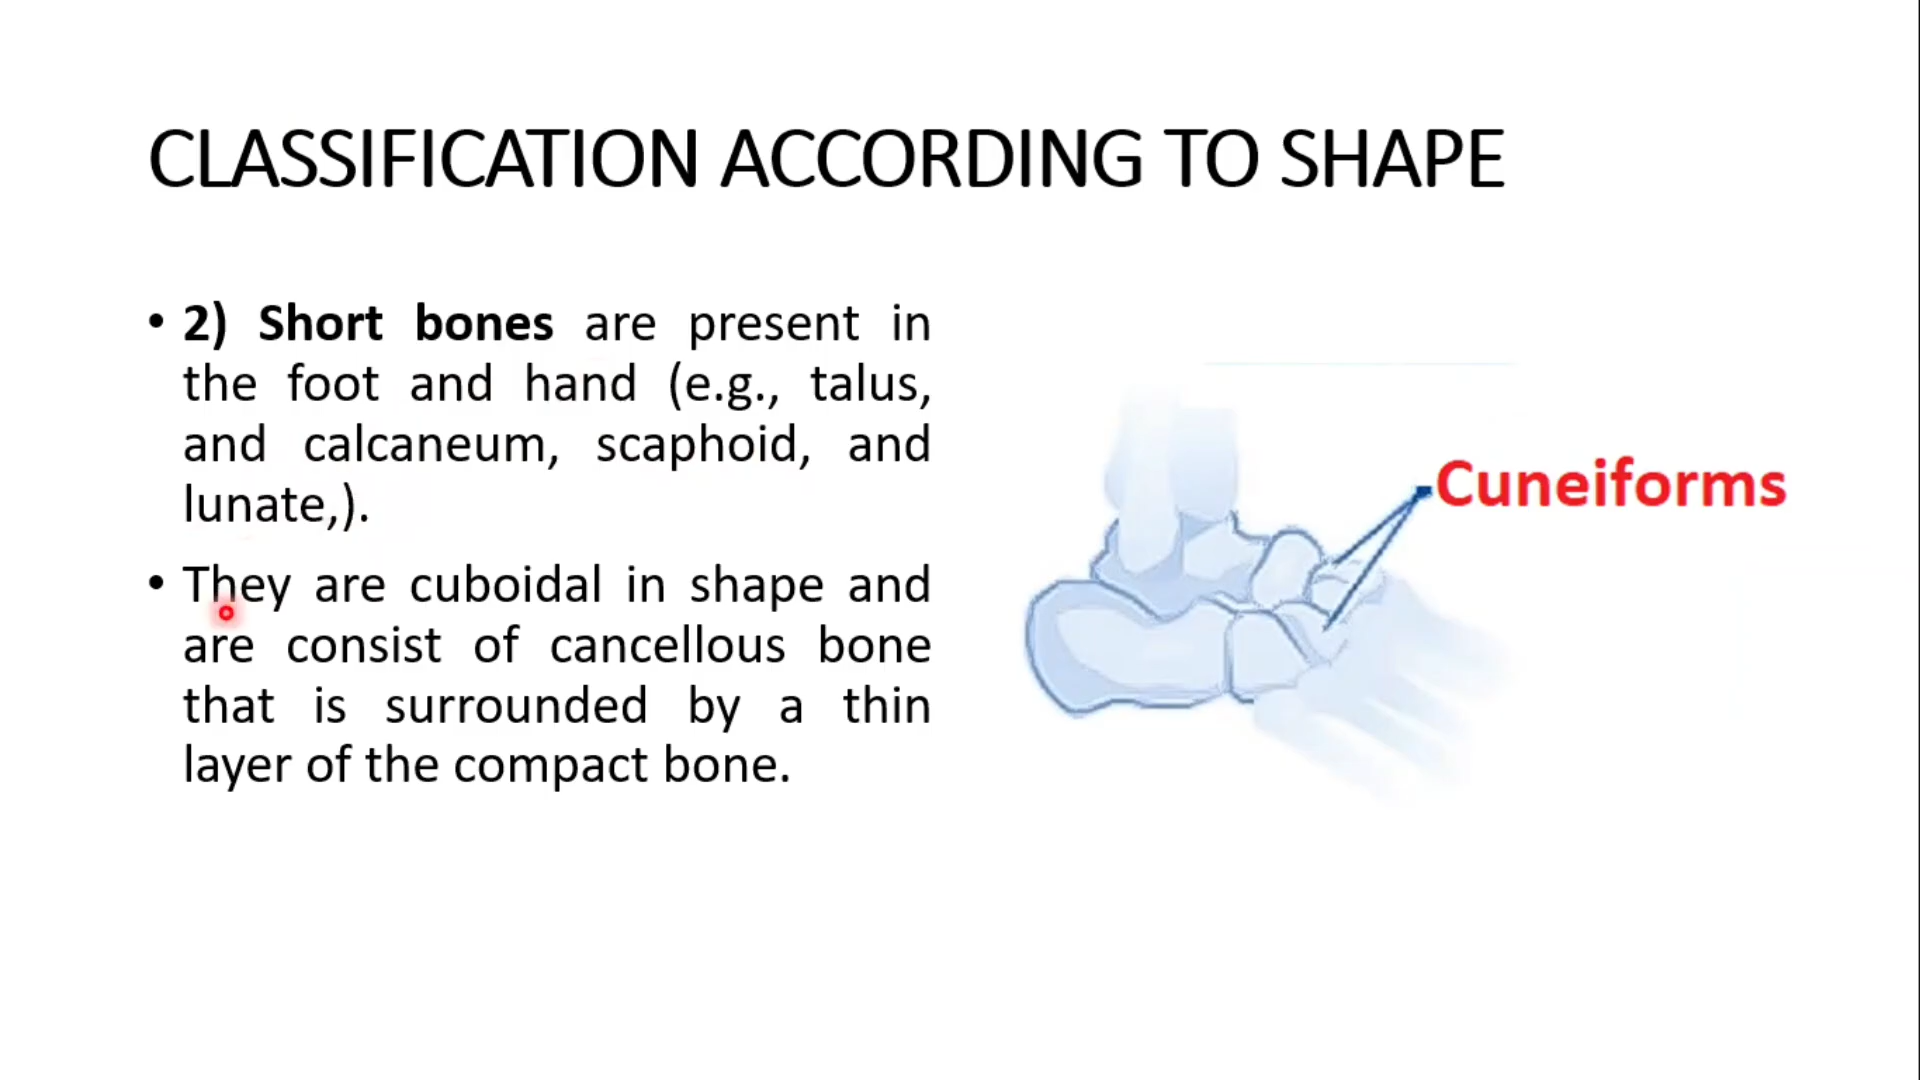 CLASSIFICATION ACCORDING TO SHAPE
• 2) Short bones are present in
the foot and hand (e.g., talus,
and calcaneum, scaphoid, and
lunate,).
• They are cuboidal in shape and
are consist of cancellous bone
that is surrounded by a thin
layer of the compact bone.
Cuneiforms